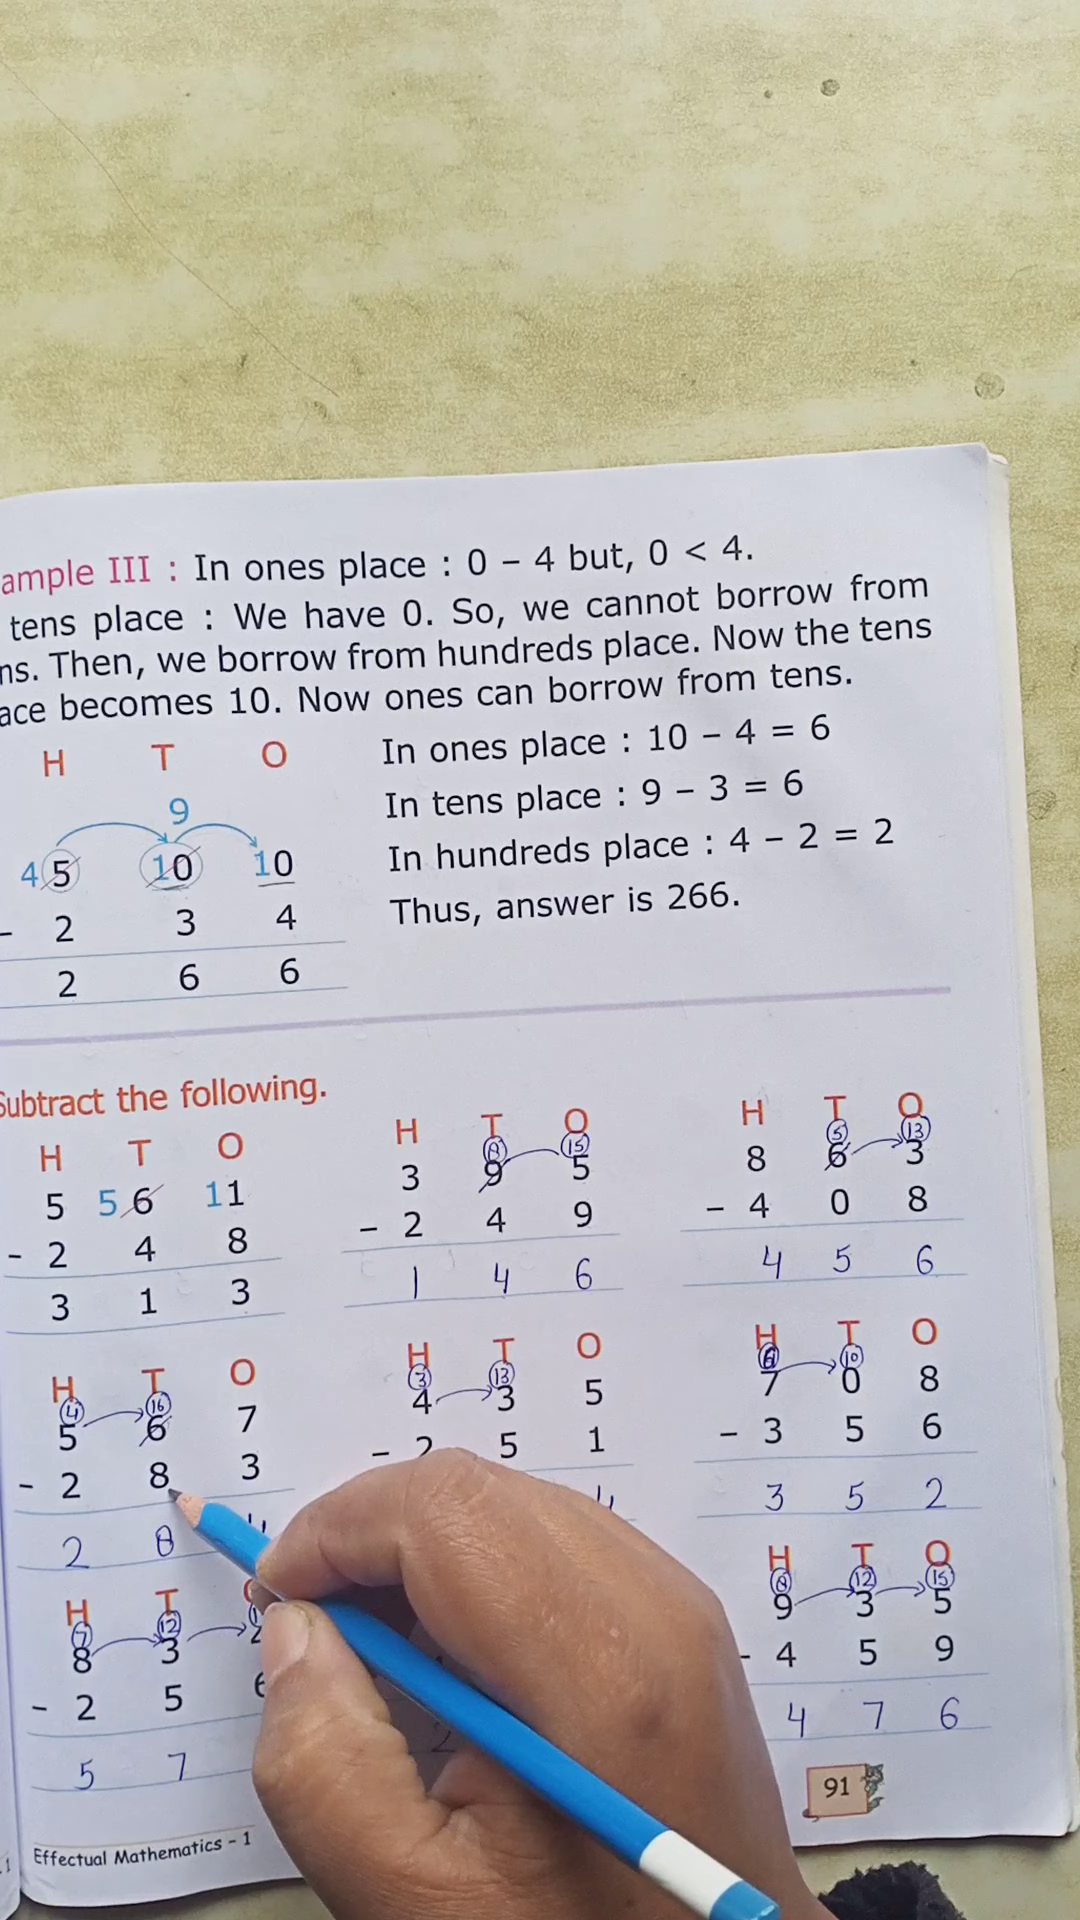 ample III : In ones place : 0 – 4 but, 0 < 4.
tens place : We have 0. So, we cannot borrow from
ns. Then, we borrow from hundreds place. Now the tens
ace becomes 10. Now ones can borrow from tens.
H T O
9
4 5 10 10
– 2 3 4
2 6 6
In ones place : 10 – 4 = 6
In tens place : 9 – 3 = 6
In hundreds place : 4 – 2 = 2
Thus, answer is 266.
Subtract the following.
H T O
5 5 6 11
- 2 4 8
3 1 3
H T O
8 15
3 9 5
- 2 4 9
1 4 6
H T O
5 13
8 6 3
- 4 0 8
4 5 6
H T O
4 16
5 6 7
- 2 8 3
2 8 4
H T O
3 13
4 3 5
- 2 5 1
4
H T O
6 10
7 0 8
- 3 5 6
3 5 2
H T
7 12
8 3
- 2 5 6
5 7
2
H T O
8 12 15
9 3 5
- 4 5 9
4 7 6
91
Effectual Mathematics - 1